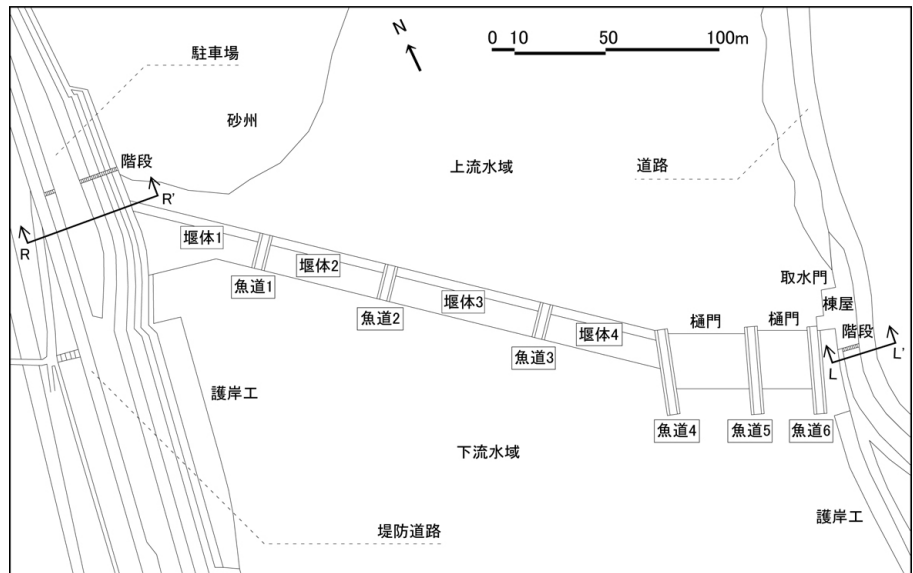 駐車場
N
0 10 50 100m
砂州
階段
上流水域
道路
R'
R
堰体1
魚道1
堰体2
魚道2
堰体3
魚道3
堰体4
樋門
樋門
取水門
棟屋
階段
L
L'
護岸工
魚道4
魚道5
魚道6
下流水域
護岸工
堤防道路